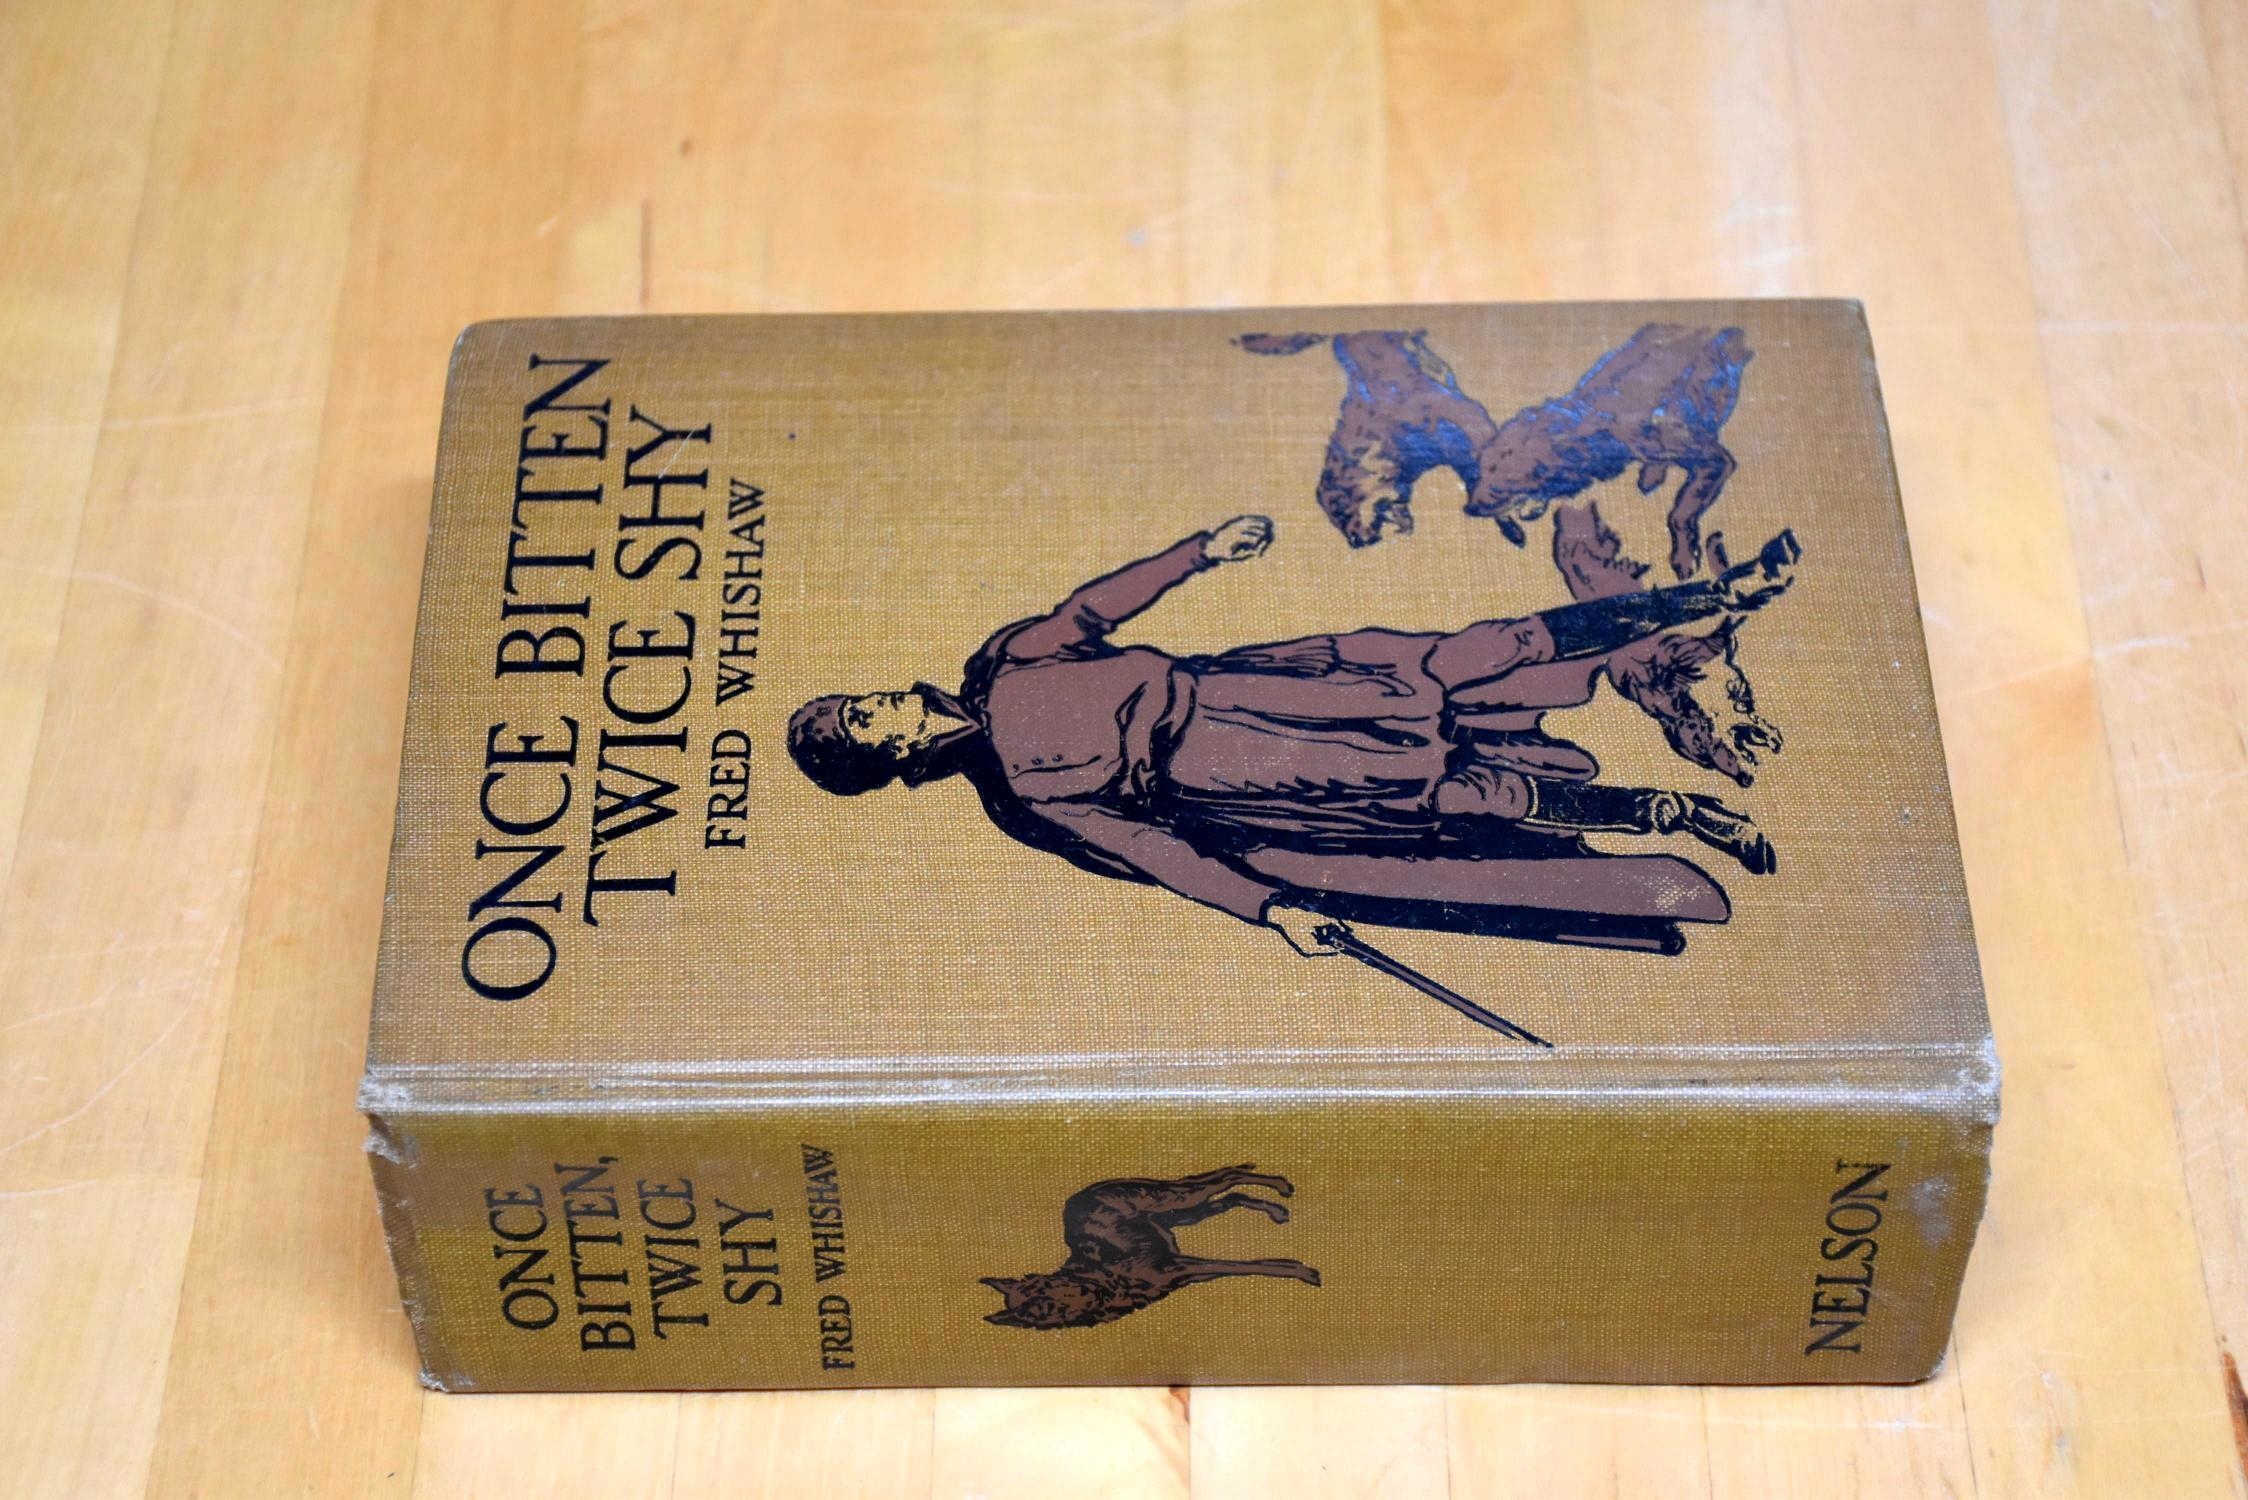 ONCE BITTEN
TWICE SHY
FRED WHISHAW
ONCE
BITTEN,
TWICE
SHY
FRED WHISHAW
NELSON